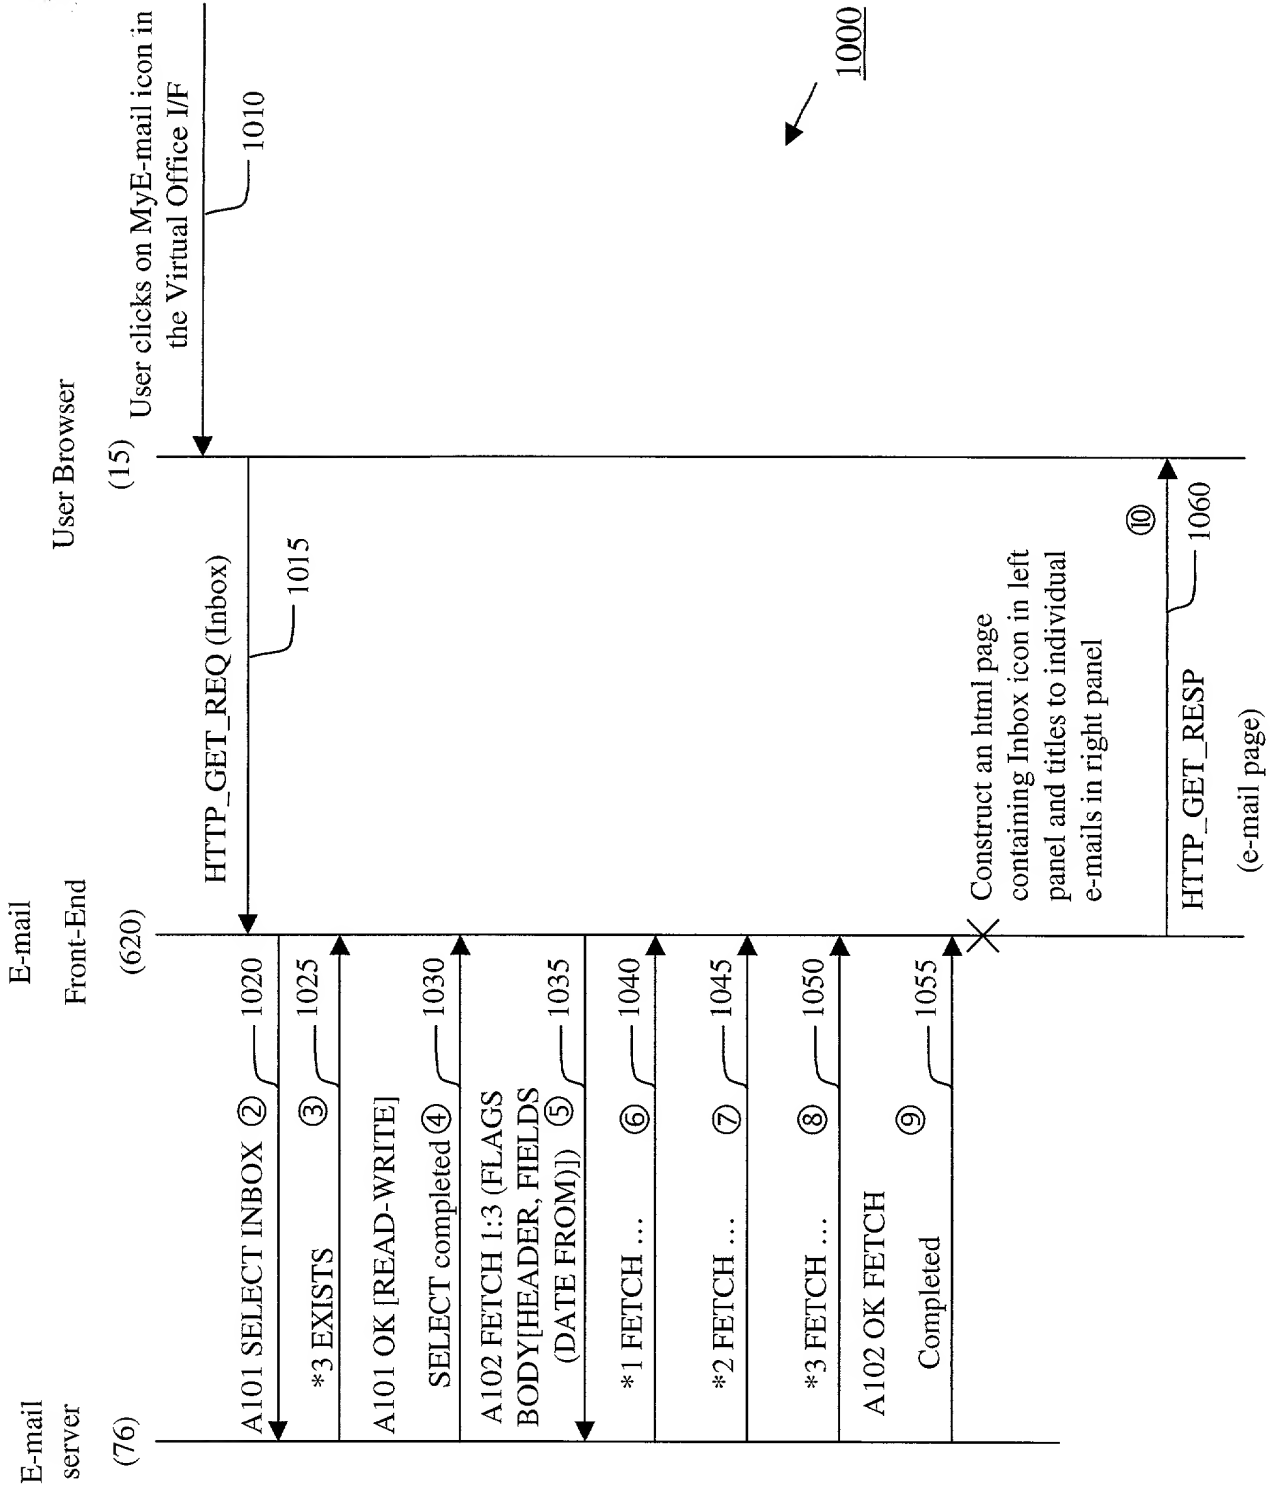 E-mail
server
(76)
E-mail
Front-End
(620)
User Browser
(15)
User clicks on MyE-mail icon in
the Virtual Office I/F
1010
HTTP_GET_REQ (Inbox)
1015
A101 SELECT INBOX ②
1020
*3 EXISTS ③
1025
A101 OK [READ-WRITE]
SELECT completed ④
1030
A102 FETCH 1:3 (FLAGS
BODY[HEADER, FIELDS
(DATE FROM)]) ⑤
1035
*1 FETCH ... ⑥
1040
*2 FETCH ... ⑦
1045
*3 FETCH ... ⑧
1050
A102 OK FETCH
Completed ⑨
1055
Construct an html page
containing Inbox icon in left
panel and titles to individual
e-mails in right panel
HTTP_GET_RESP
(e-mail page)
⑩
1060
1000